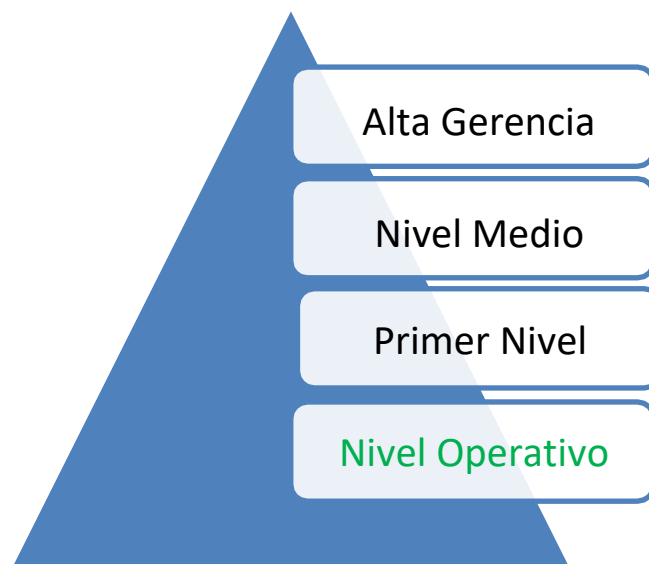 Alta Gerencia
Nivel Medio
Primer Nivel
Nivel Operativo